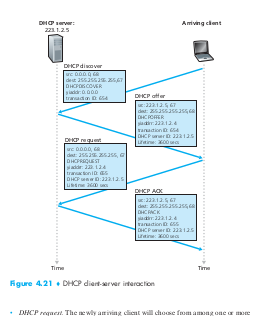 DHCP server:
223.1.2.5
Arriving client
DHCP discover
src: 0.0.0.0, 68
dest: 255.255.255.255,67
DHCPDISCOVER
yiaddr: 0.0.0.0
transaction ID: 654
DHCP offer
src: 223.1.2.5, 67
dest: 255.255.255.255,68
DHCPOFFER
yiaddr: 223.1.2.4
transaction ID: 654
DHCP server ID: 223.1.2.5
Lifetime: 3600 secs
DHCP request
src: 0.0.0.0, 68
dest: 255.255.255.255, 67
DHCPREQUEST
yiaddr: 223.1.2.4
transaction ID: 655
DHCP server ID: 223.1.2.5
Lifetime: 3600 secs
DHCP ACK
src: 223.1.2.5, 67
dest: 255.255.255.255,68
DHCPACK
yiaddr: 223.1.2.4
transaction ID: 655
DHCP server ID: 223.1.2.5
Lifetime: 3600 secs
Time
Time
Figure 4.21 ♦ DHCP client-server interaction
• DHCP request. The newly arriving client will choose from among one or more